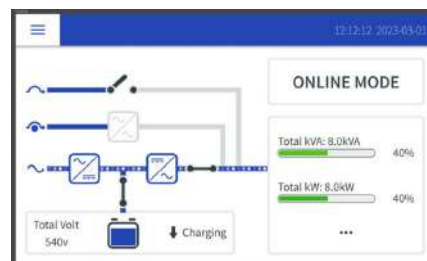 12:12:12 2023-03-01
ONLINE MODE
Total kVA: 8.0kVA
40%
Total kW: 8.0kW
40%
...
Total Volt
540v
Charging